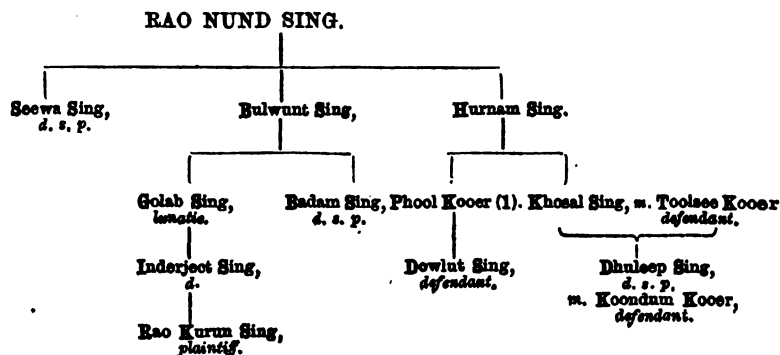 RAO NUND SING.
Seewa Sing, Bulwunt Sing, Hurnam Sing.
d. s. p.
Golab Sing, Badam Sing, Phool Kooer (1). Khosal Sing, m. Toolsee Kooer
lunatic. d. s. p. defendant.
Inderjeet Sing, Dowlut Sing, Dhuleep Sing,
d. defendant. d. s. p.
m. Koondum Kooer,
defendant.
Rao Kurun Sing,
plaintiff.